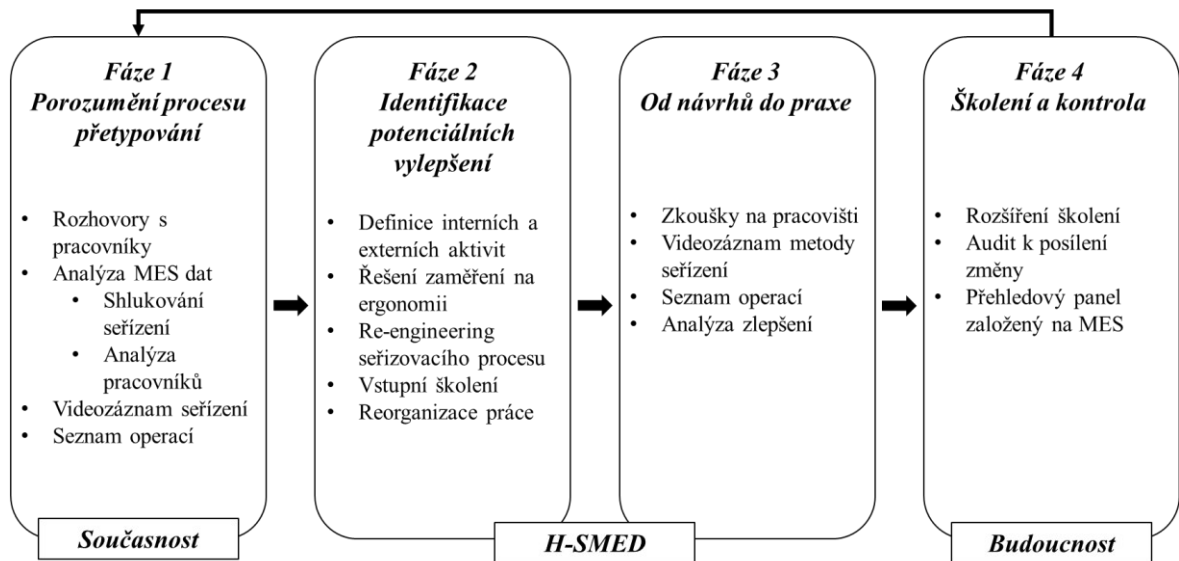 Fáze 1
Porozumění procesu
přetypování
• Rozhovory s
pracovníky
• Analýza MES dat
• Shlukování
seřízení
• Analýza
pracovníků
• Videozáznam seřízení
• Seznam operací
Současnost
Fáze 2
Identifikace
potenciálních
vylepšení
• Definice interních a
externích aktivit
• Řešení zaměření na
ergonomii
• Re-engineering
seřizovacího procesu
• Vstupní školení
• Reorganizace práce
Fáze 3
Od návrhů do praxe
• Zkoušky na pracovišti
• Videozáznam metody
seřízení
• Seznam operací
• Analýza zlepšení
H-SMED
Fáze 4
Školení a kontrola
• Rozšíření školení
• Audit k posílení
změny
• Přehledový panel
založený na MES
Budoucnost